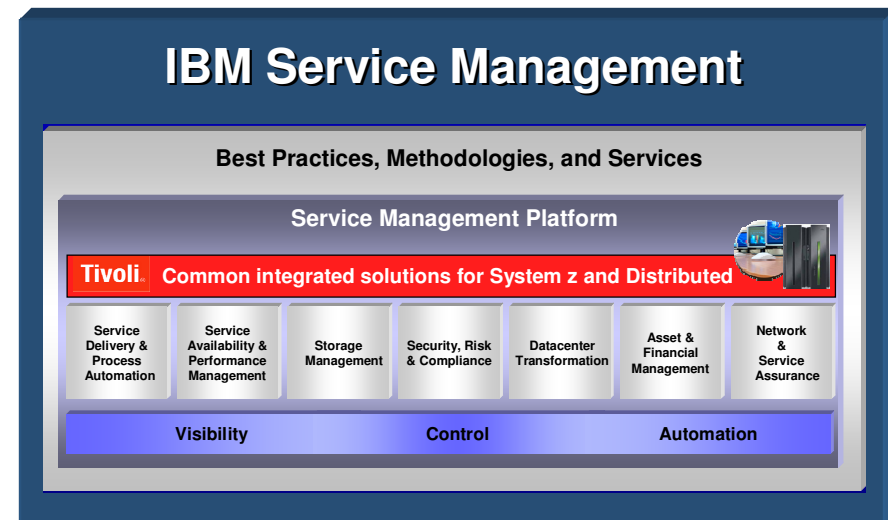 IBM Service Management
Best Practices, Methodologies, and Services
Service Management Platform
Tivoli. Common integrated solutions for System z and Distributed
Service
Delivery &
Process
Automation
Service
Availability &
Performance
Management
Storage
Management
Security, Risk
& Compliance
Datacenter
Transformation
Asset &
Financial
Management
Network
&
Service
Assurance
Visibility
Control
Automation